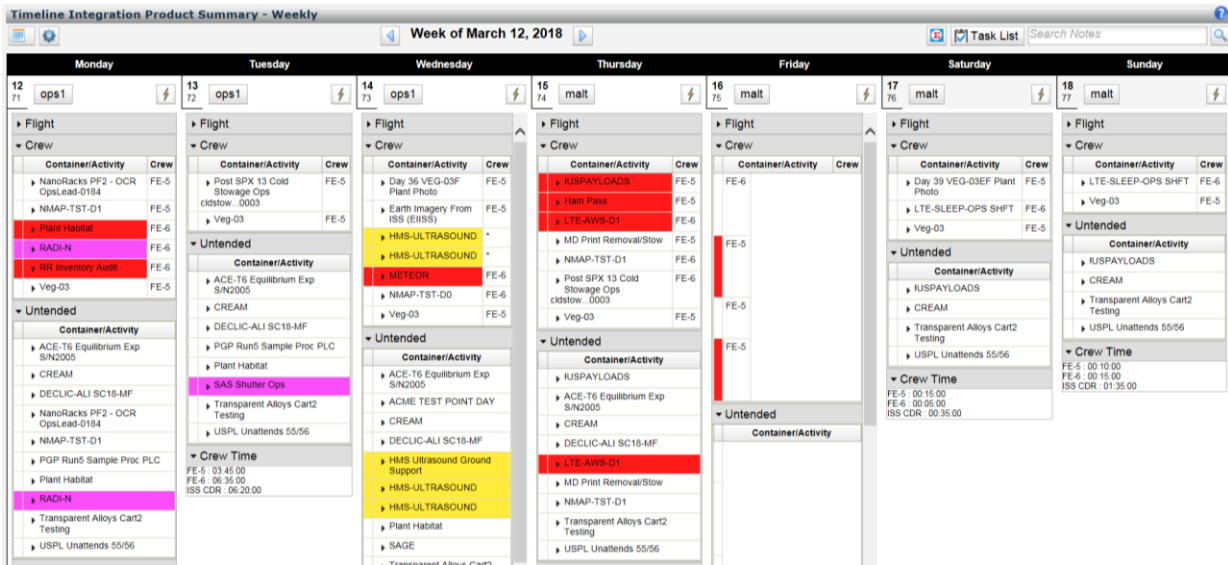 Timeline Integration Product Summary - Weekly
?
Week of March 12, 2018
Task List
Search Notes
Monday
12
71
ops1
Flight
Crew
Container/Activity Crew
NanoRacks PF2 - OCR FE-5
OpsLead-0184
NMAP-TST-D1 FE-5
Plant Habitat FE-6
RADI-N FE-6
RR Inventory Audit FE-6
Veg-03 FE-5
Untended
Container/Activity
ACE-T6 Equilibrium Exp
S/N2005
CREAM
DECLIC-ALI SC18-MF
NanoRacks PF2 - OCR
OpsLead-0184
NMAP-TST-D1
PGP Run5 Sample Proc PLC
Plant Habitat
RADI-N
Transparent Alloys Cart2
Testing
USPL Unattends 55/56
Tuesday
13
72
ops1
Flight
Crew
Container/Activity Crew
Post SPX 13 Cold FE-5
Stowage Ops
cldstow...0003
Veg-03 FE-5
Untended
Container/Activity
ACE-T6 Equilibrium Exp
S/N2005
CREAM
DECLIC-ALI SC18-MF
PGP Run5 Sample Proc PLC
Plant Habitat
SAS Shutter Ops
Transparent Alloys Cart2
Testing
USPL Unattends 55/56
Crew Time
FE-5 : 03:45:00
FE-6 : 06:35:00
ISS CDR : 06:20:00
Wednesday
14
73
ops1
Flight
Crew
Container/Activity Crew
Day 36 VEG-03F FE-5
Plant Photo
Earth Imagery From FE-5
ISS (EIISS)
HMS-ULTRASOUND *
HMS-ULTRASOUND *
METEOR FE-6
NMAP-TST-D0 FE-6
Veg-03 FE-5
Untended
Container/Activity
ACE-T6 Equilibrium Exp
S/N2005
ACME TEST POINT DAY
CREAM
DECLIC-ALI SC18-MF
HMS Ultrasound Ground
Support
HMS-ULTRASOUND
HMS-ULTRASOUND
Plant Habitat
SAGE
Transparent Alloys Cart2
Thursday
15
74
malt
Flight
Crew
Container/Activity Crew
IUSPAYLOADS FE-5
Ham Pass FE-5
LTE-AWS-D1 FE-6
MD Print Removal/Stow FE-5
NMAP-TST-D1 FE-6
Post SPX 13 Cold FE-6
Stowage Ops
cldstow...0003
Veg-03 FE-5
Untended
Container/Activity
IUSPAYLOADS
ACE-T6 Equilibrium Exp
S/N2005
CREAM
DECLIC-ALI SC18-MF
LTE-AWS-D1
MD Print Removal/Stow
NMAP-TST-D1
Transparent Alloys Cart2
Testing
USPL Unattends 55/56
Friday
16
75
malt
Flight
Crew
Container/Activity Crew
FE-6
FE-5
FE-5
FE-5
Untended
Container/Activity
Saturday
17
76
malt
Flight
Crew
Container/Activity Crew
Day 39 VEG-03EF Plant FE-5
Photo
LTE-SLEEP-OPS SHFT FE-6
Veg-03 FE-5
Untended
Container/Activity
IUSPAYLOADS
CREAM
Transparent Alloys Cart2
Testing
USPL Unattends 55/56
Crew Time
FE-5 : 00:15:00
FE-6 : 00:05:00
ISS CDR : 00:35:00
Sunday
18
77
malt
Flight
Crew
Container/Activity Crew
LTE-SLEEP-OPS SHFT FE-6
Veg-03 FE-5
Untended
Container/Activity
IUSPAYLOADS
CREAM
Transparent Alloys Cart2
Testing
USPL Unattends 55/56
Crew Time
FE-5 : 00:10:00
FE-6 : 00:15:00
ISS CDR : 01:35:00